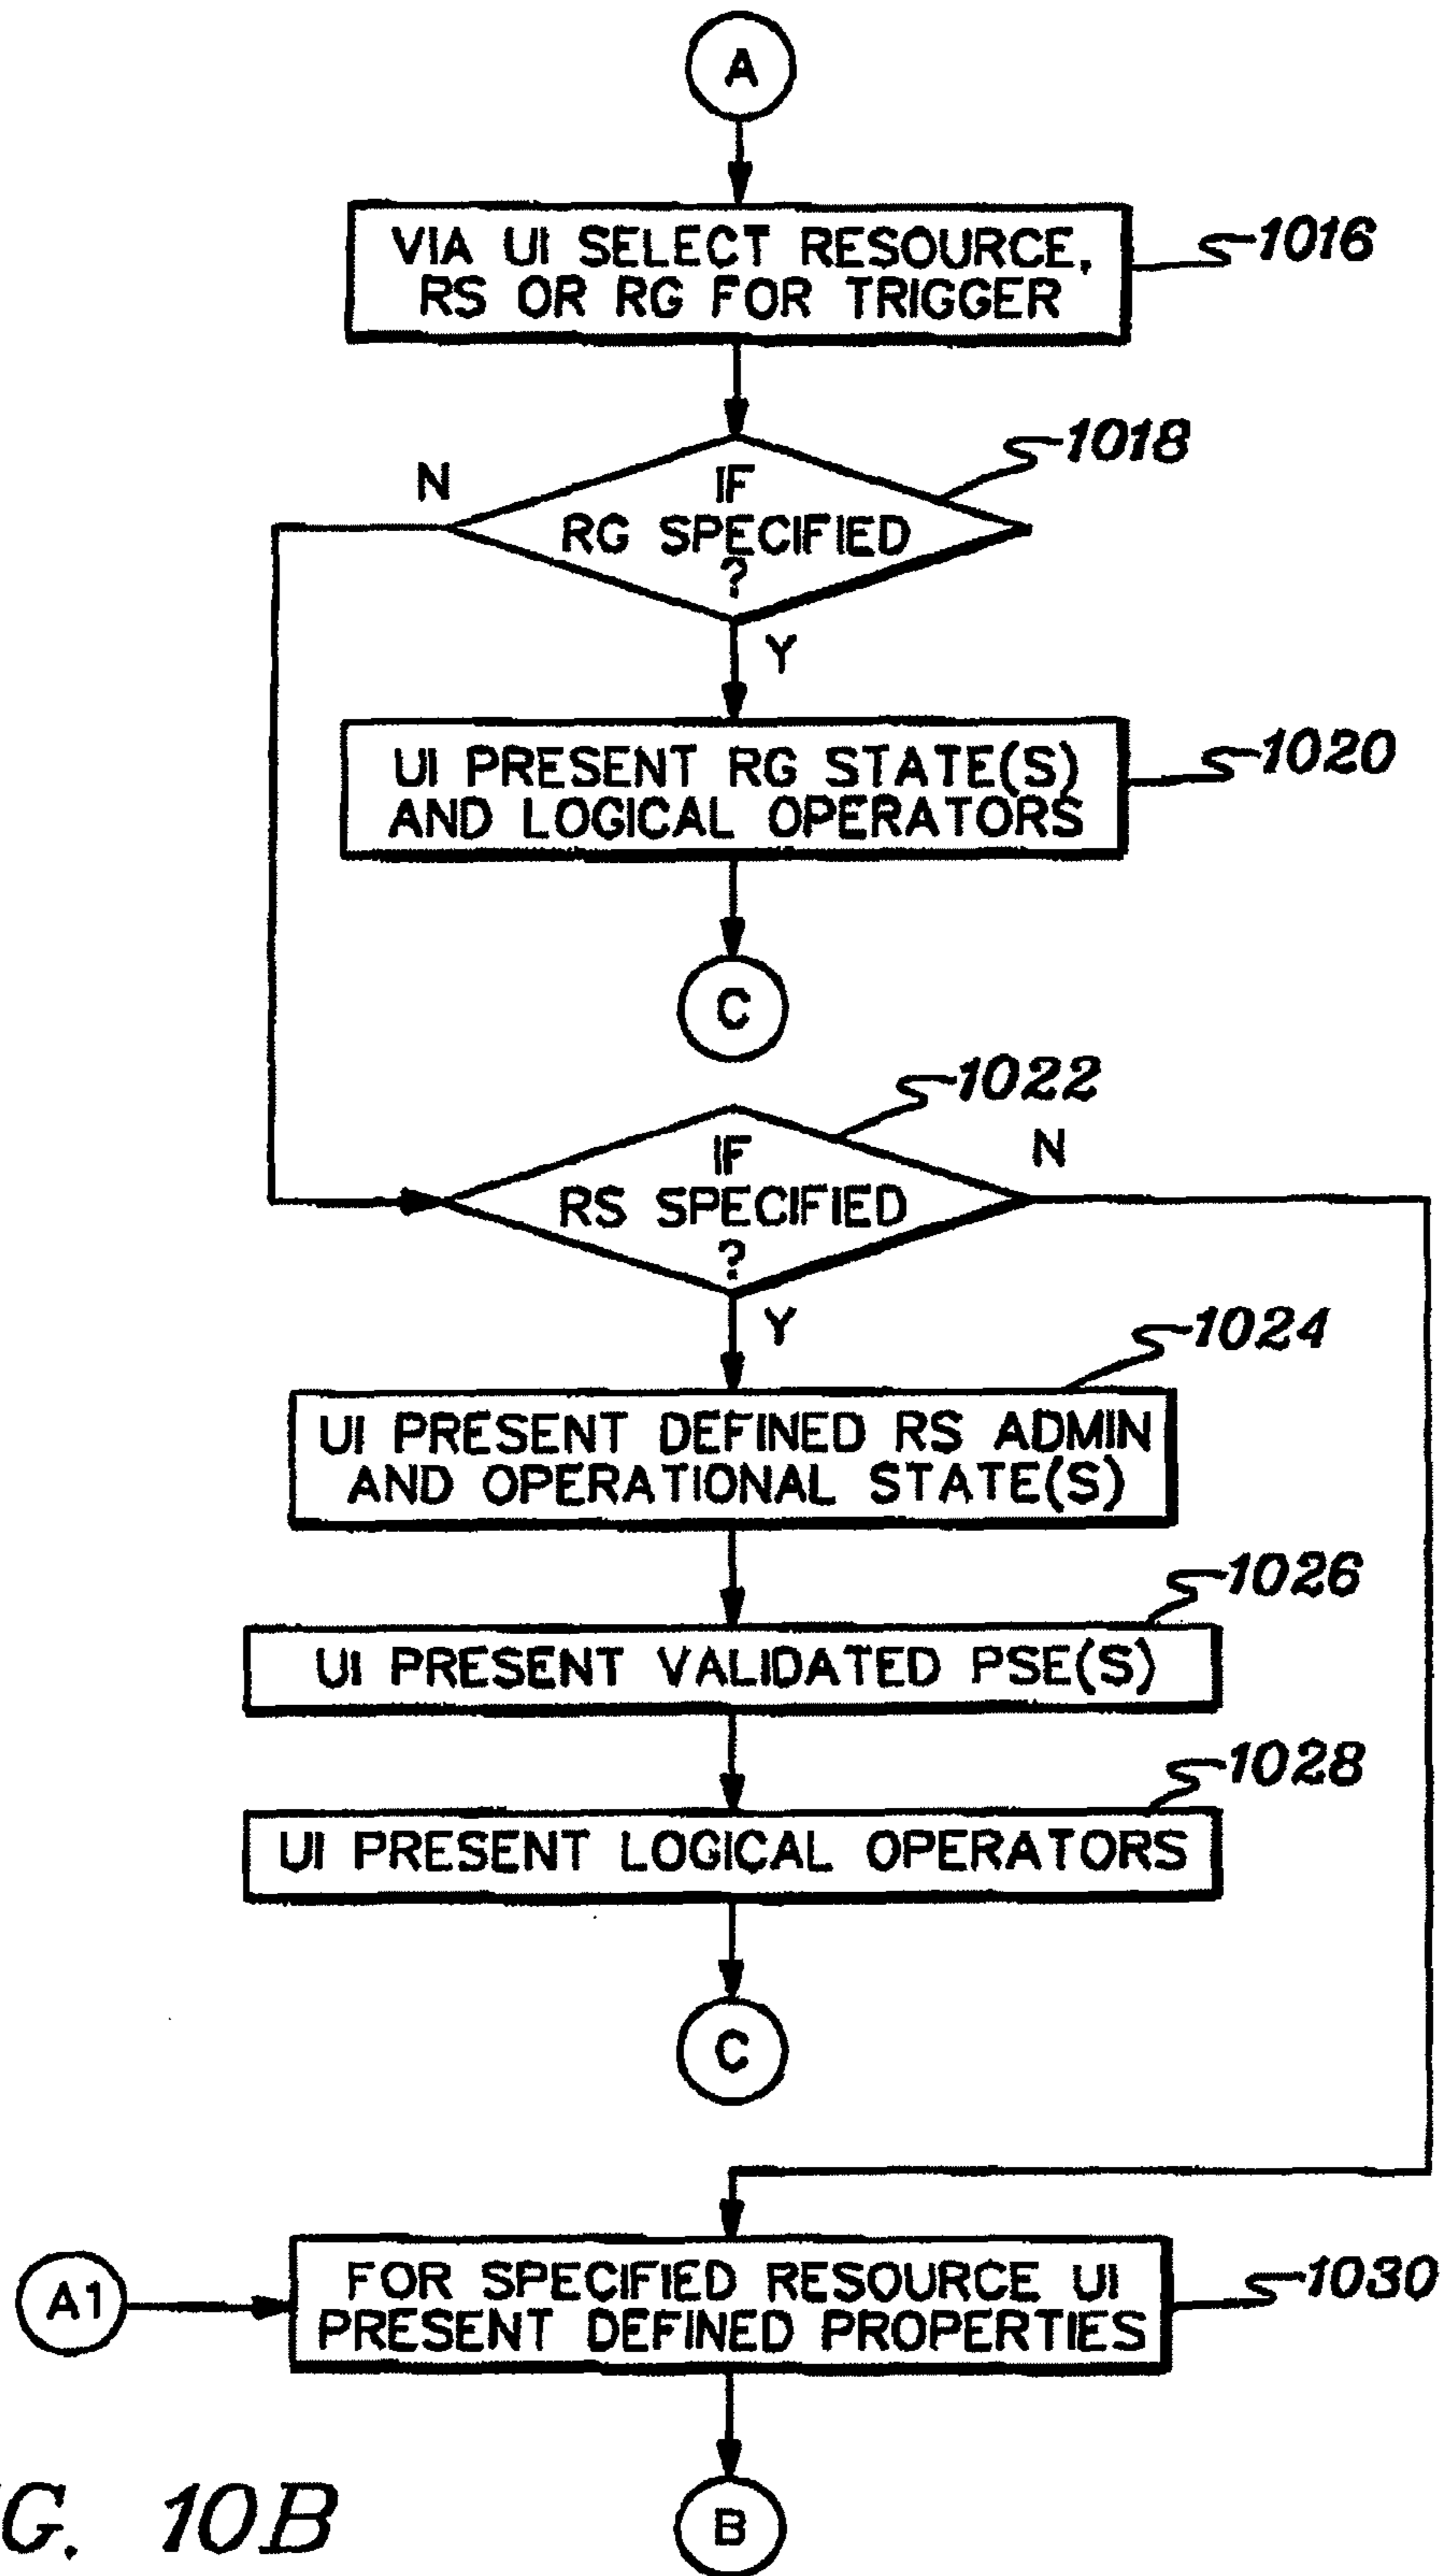 A
VIA UI SELECT RESOURCE,
RS OR RG FOR TRIGGER
1016
1018
N
IF
RG SPECIFIED
?
Y
UI PRESENT RG STATE(S)
AND LOGICAL OPERATORS
1020
C
1022
IF
N
RS SPECIFIED
?
Y
1024
UI PRESENT DEFINED RS ADMIN
AND OPERATIONAL STATE(S)
1026
UI PRESENT VALIDATED PSE(S)
1028
UI PRESENT LOGICAL OPERATORS
C
A1
FOR SPECIFIED RESOURCE UI
PRESENT DEFINED PROPERTIES
1030
B
G. 10B